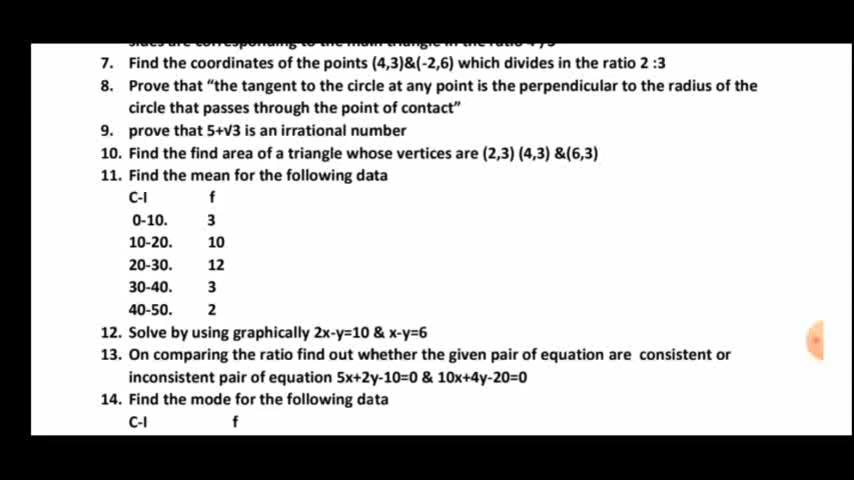 7. Find the coordinates of the points (4,3)&(-2,6) which divides in the ratio 2 :3
8. Prove that “the tangent to the circle at any point is the perpendicular to the radius of the
circle that passes through the point of contact”
9. prove that 5+√3 is an irrational number
10. Find the find area of a triangle whose vertices are (2,3) (4,3) &(6,3)
11. Find the mean for the following data
C-I f
0-10. 3
10-20. 10
20-30. 12
30-40. 3
40-50. 2
12. Solve by using graphically 2x-y=10 & x-y=6
13. On comparing the ratio find out whether the given pair of equation are consistent or
inconsistent pair of equation 5x+2y-10=0 & 10x+4y-20=0
14. Find the mode for the following data
C-I f